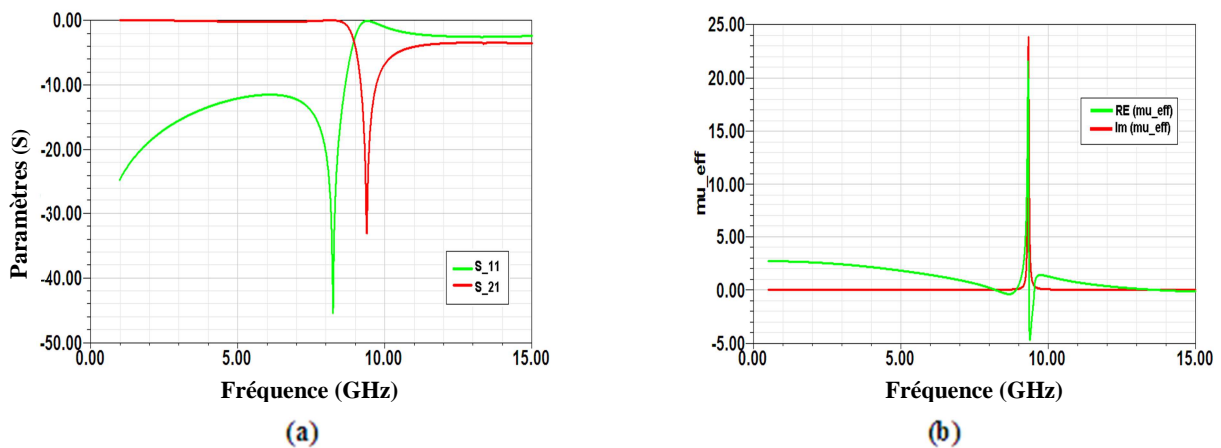 0.00
-10.00
-20.00
-30.00
-40.00
-50.00
Paramètres (S)
S_11
S_21
0.00 5.00 10.00 15.00
Fréquence (GHz)
(a)
25.00
20.00
15.00
10.00
5.00
0.00
-5.00
mu_eff
RE (mu_eff)
Im (mu_eff)
0.00 5.00 10.00 15.00
Fréquence (GHz)
(b)